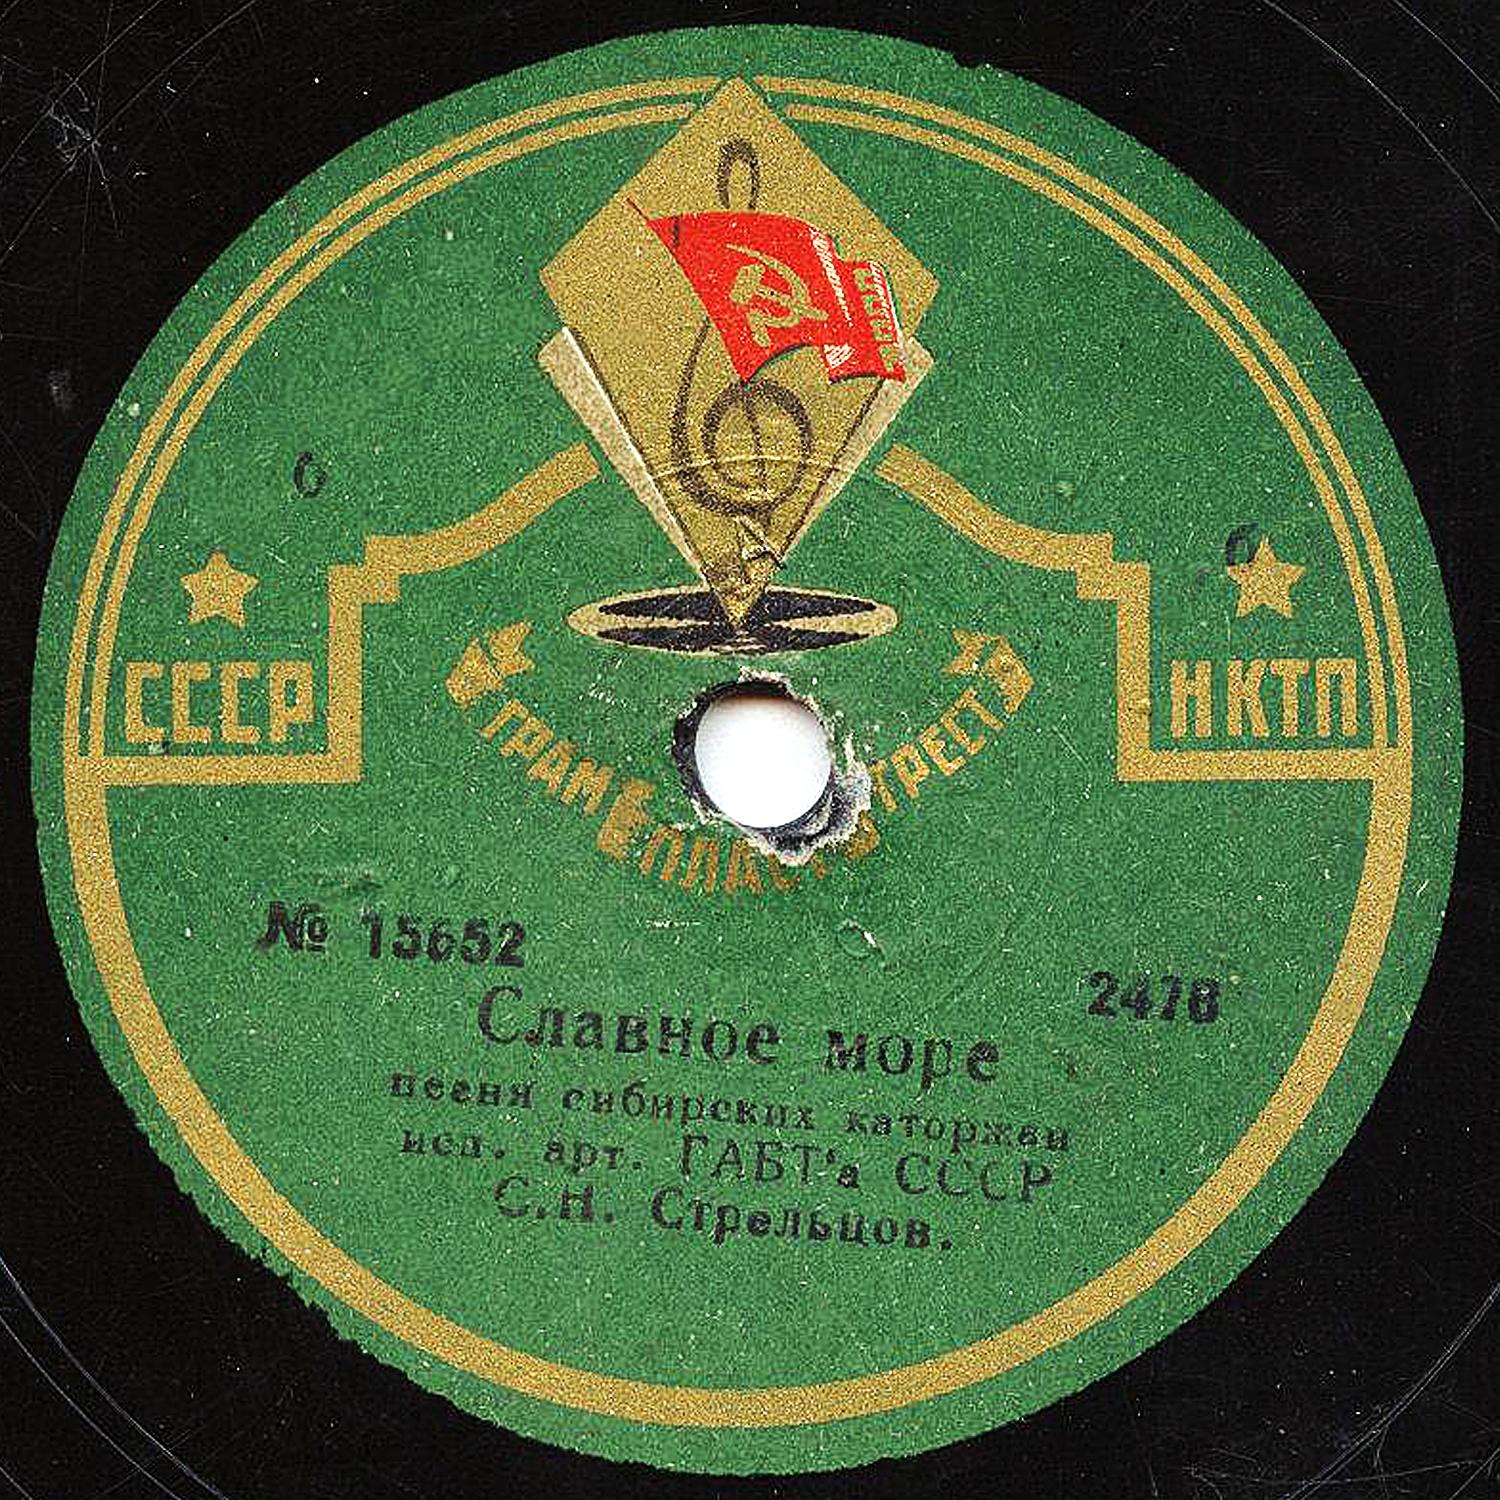 СССР
НКТП
ГРАМПЛАСТТРЕСТ
№ 15652
2478
Славное море
песня сибирских каторжан
исп. арт. ГАБТ'а СССР
С.Н. Стрельцов.